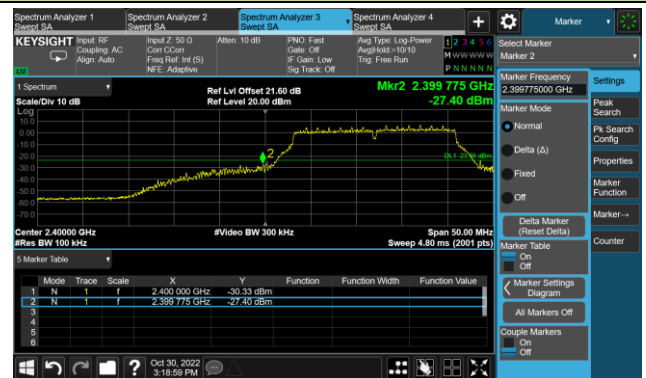 Spectrum Analyzer 1
Swept SA
Spectrum Analyzer 2
Swept SA
Spectrum Analyzer 3
Swept SA
Spectrum Analyzer 4
Swept SA
+
Marker
KEYSIGHT
Input: RF
Coupling: AC
Align: Auto
Input Z: 50 Ω
Corr CCorr
Freq Ref: Int (S)
NFE: Adaptive
Atten: 10 dB
PNO: Fast
Gate: Off
IF Gain: Low
Sig Track: Off
Avg Type: Log-Power
Avg|Hold:>10/10
Trig: Free Run
1 2 3 4 5 6
M W W W W W
P N N N N N
Select Marker
Marker 2
1 Spectrum
Scale/Div 10 dB
Log
Ref Lvl Offset 21.60 dB
Ref Level 20.00 dBm
Mkr2 2.399 775 GHz
-27.40 dBm
10.0
0.00
-10.0
-20.0
-30.0
-40.0
-50.0
-60.0
-70.0
2
Center 2.40000 GHz
#Res BW 100 kHz
#Video BW 300 kHz
Span 50.00 MHz
Sweep 4.80 ms (2001 pts)
5 Marker Table
Mode Trace Scale X Y Function Function Width Function Value
1 N 1 f 2.400 000 GHz -30.33 dBm
2 N 1 f 2.399 775 GHz -27.40 dBm
3
4
5
6
Marker Frequency
2.399775000 GHz
Marker Mode
Normal
Delta (Δ)
Fixed
Off
Delta Marker
(Reset Delta)
Marker Table
On
Off
Marker Settings
Diagram
All Markers Off
Couple Markers
On
Off
Settings
Peak
Search
Pk Search
Config
Properties
Marker
Function
Marker→
Counter
?
Oct 30, 2022
3:18:59 PM